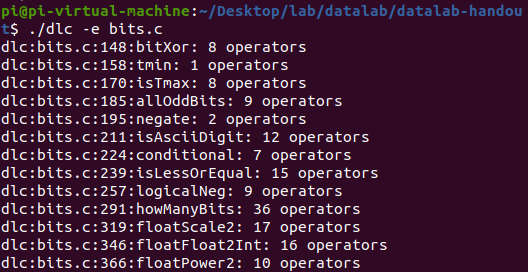 pi@pi-virtual-machine:~/Desktop/lab/datalab/datalab-handou
t$ ./dlc -e bits.c
dlc:bits.c:148:bitXor: 8 operators
dlc:bits.c:158:tmin: 1 operators
dlc:bits.c:170:isTmax: 8 operators
dlc:bits.c:185:allOddBits: 9 operators
dlc:bits.c:195:negate: 2 operators
dlc:bits.c:211:isAsciiDigit: 12 operators
dlc:bits.c:224:conditional: 7 operators
dlc:bits.c:239:isLessOrEqual: 15 operators
dlc:bits.c:257:logicalNeg: 9 operators
dlc:bits.c:291:howManyBits: 36 operators
dlc:bits.c:319:floatScale2: 17 operators
dlc:bits.c:346:floatFloat2Int: 16 operators
dlc:bits.c:366:floatPower2: 10 operators